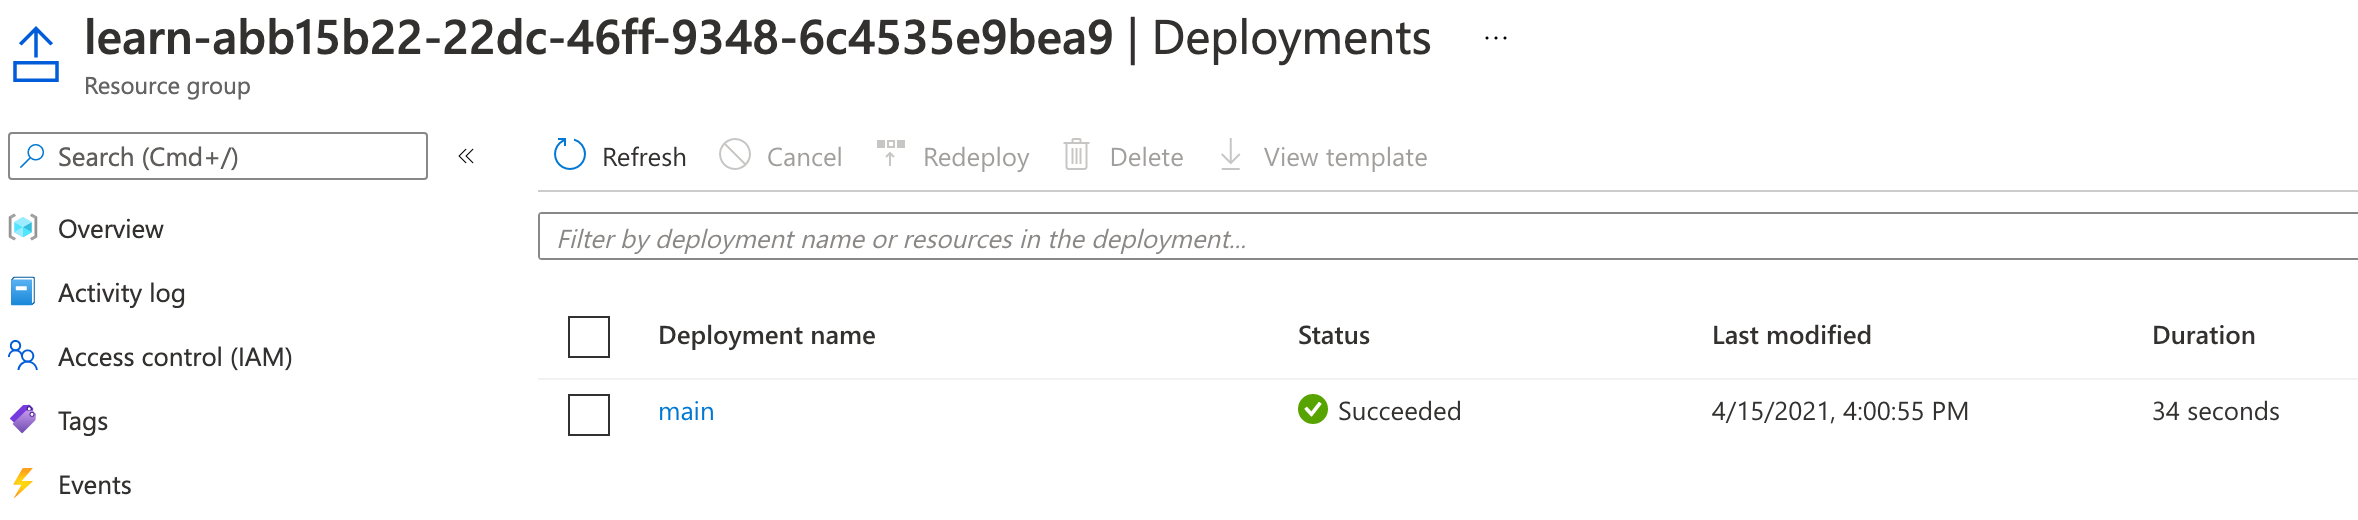 learn-abb15b22-22dc-46ff-9348-6c4535e9bea9 | Deployments ...
Resource group
Search (Cmd+/) «
Refresh Cancel Redeploy Delete View template
Overview
Filter by deployment name or resources in the deployment...
Activity log
Deployment name Status Last modified Duration
Access control (IAM)
main Succeeded 4/15/2021, 4:00:55 PM 34 seconds
Tags
Events